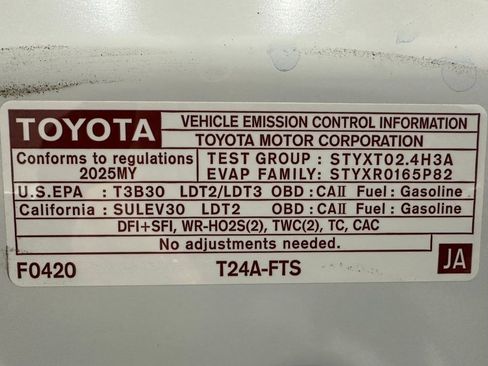 TOYOTA
VEHICLE EMISSION CONTROL INFORMATION
TOYOTA MOTOR CORPORATION
Conforms to regulations
2025MY
TEST GROUP : STYXT02.4H3A
EVAP FAMILY: STYXR0165P82
U.S.EPA : T3B30 LDT2/LDT3 OBD : CAII Fuel : Gasoline
California : SULEV30 LDT2 OBD : CAII Fuel : Gasoline
DFI+SFI, WR-HO2S(2), TWC(2), TC, CAC
No adjustments needed.
F0420 T24A-FTS JA